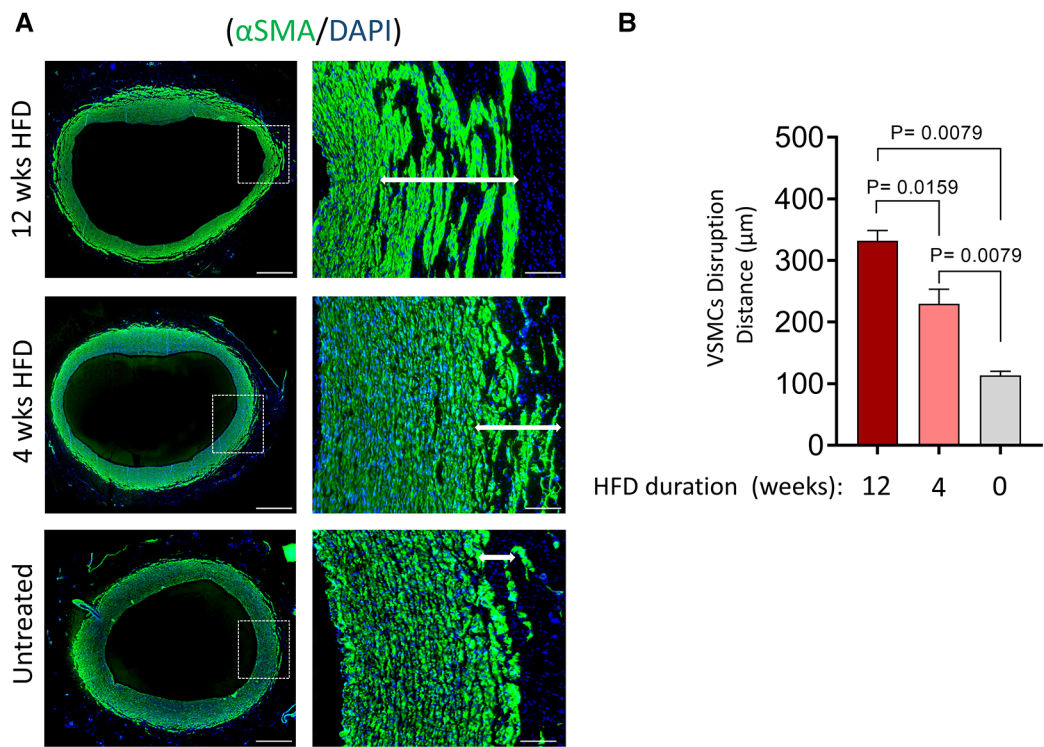 A
(αSMA/DAPI)
12 wks HFD
4 wks HFD
Untreated
B
VSMCs Disruption
Distance (µm)
500
400
300
200
100
0
P= 0.0079
P= 0.0159
P= 0.0079
HFD duration (weeks): 12 4 0